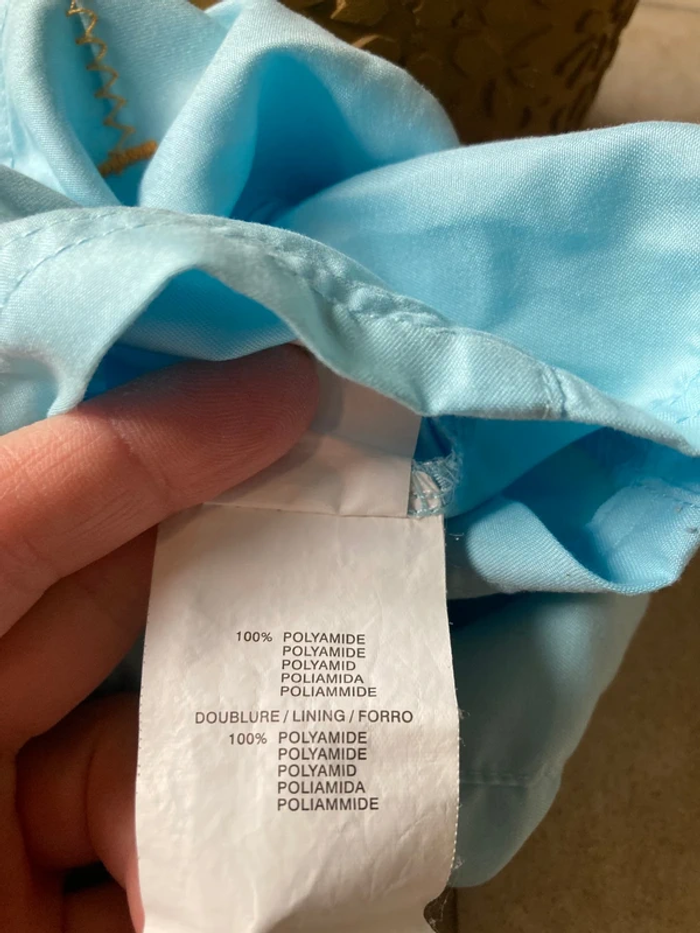 100% POLYAMIDE
POLYAMIDE
POLYAMID
POLIAMIDA
POLIAMMIDE
DOUBLURE / LINING / FORRO
100% POLYAMIDE
POLYAMIDE
POLYAMID
POLIAMIDA
POLIAMMIDE